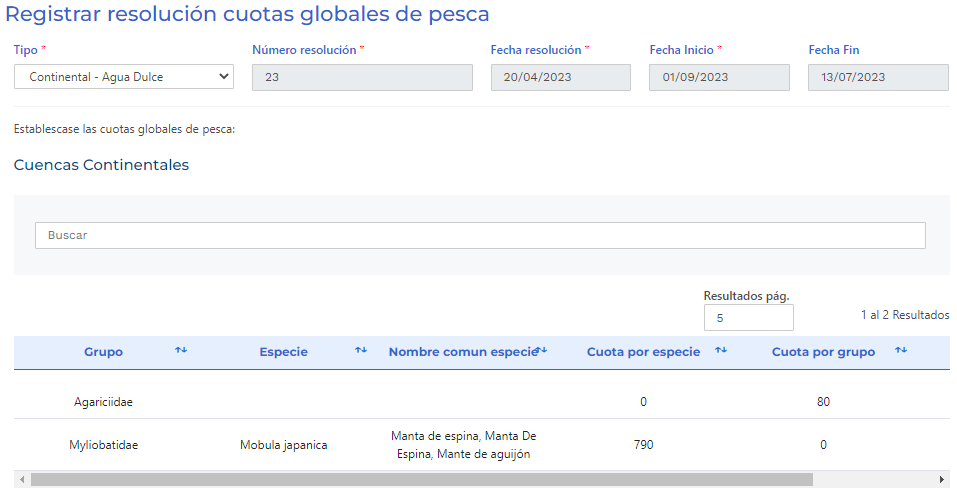 Registrar resolución cuotas globales de pesca
Tipo * Número resolución * Fecha resolución * Fecha Inicio * Fecha Fin
Continental - Agua Dulce 23 20/04/2023 01/09/2023 13/07/2023
Establescase las cuotas globales de pesca:
Cuencas Continentales
Buscar
Resultados pág.
5 1 al 2 Resultados
Grupo Especie Nombre comun especie Cuota por especie Cuota por grupo
Agariciidae 0 80
Myliobatidae Mobula japanica Manta de espina, Manta De 790 0
Espina, Mante de aguijón